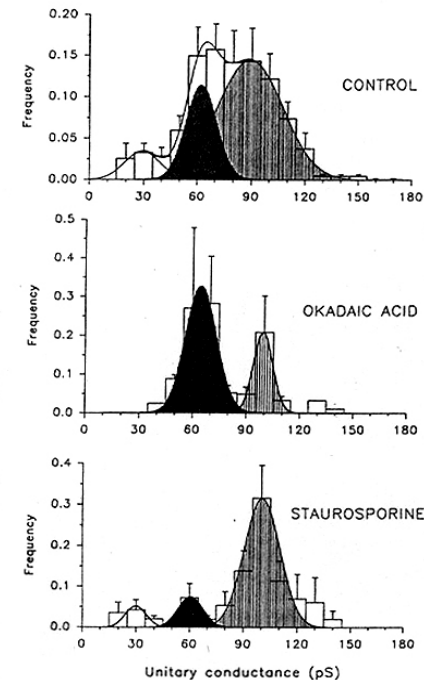 0.20
0.15
0.10
0.05
0.00
Frequency
CONTROL
0 30 60 90 120 150 180
0.5
0.4
0.3
0.2
0.1
0.0
Frequency
OKADAIC ACID
0 30 60 90 120 150 180
0.4
0.3
0.2
0.1
0.0
Frequency
STAUROSPORINE
0 30 60 90 120 150 180
Unitary conductance (pS)